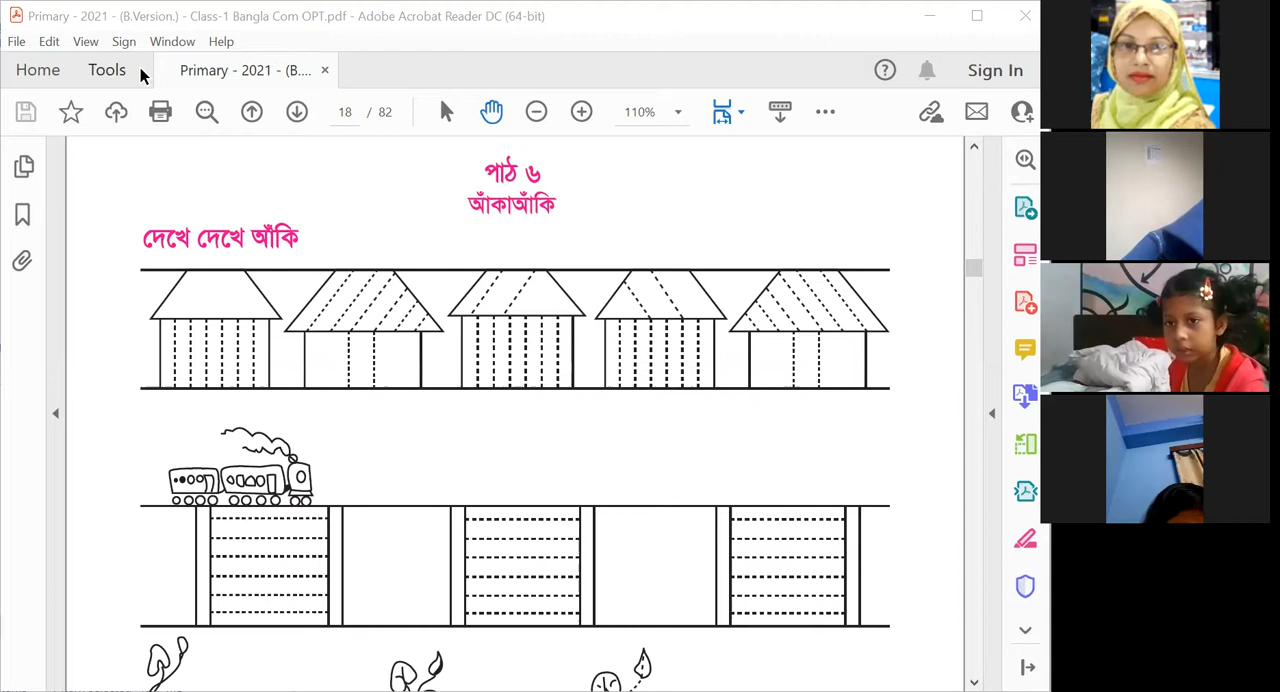 Primary - 2021 - (B.Version.) - Class-1 Bangla Com OPT.pdf - Adobe Acrobat Reader DC (64-bit)
File Edit View Sign Window Help
Home Tools Primary - 2021 - (B.... × Sign In
18 / 82 110%
পাঠ ৬
আঁকাআঁকি
দেখে দেখে আঁকি